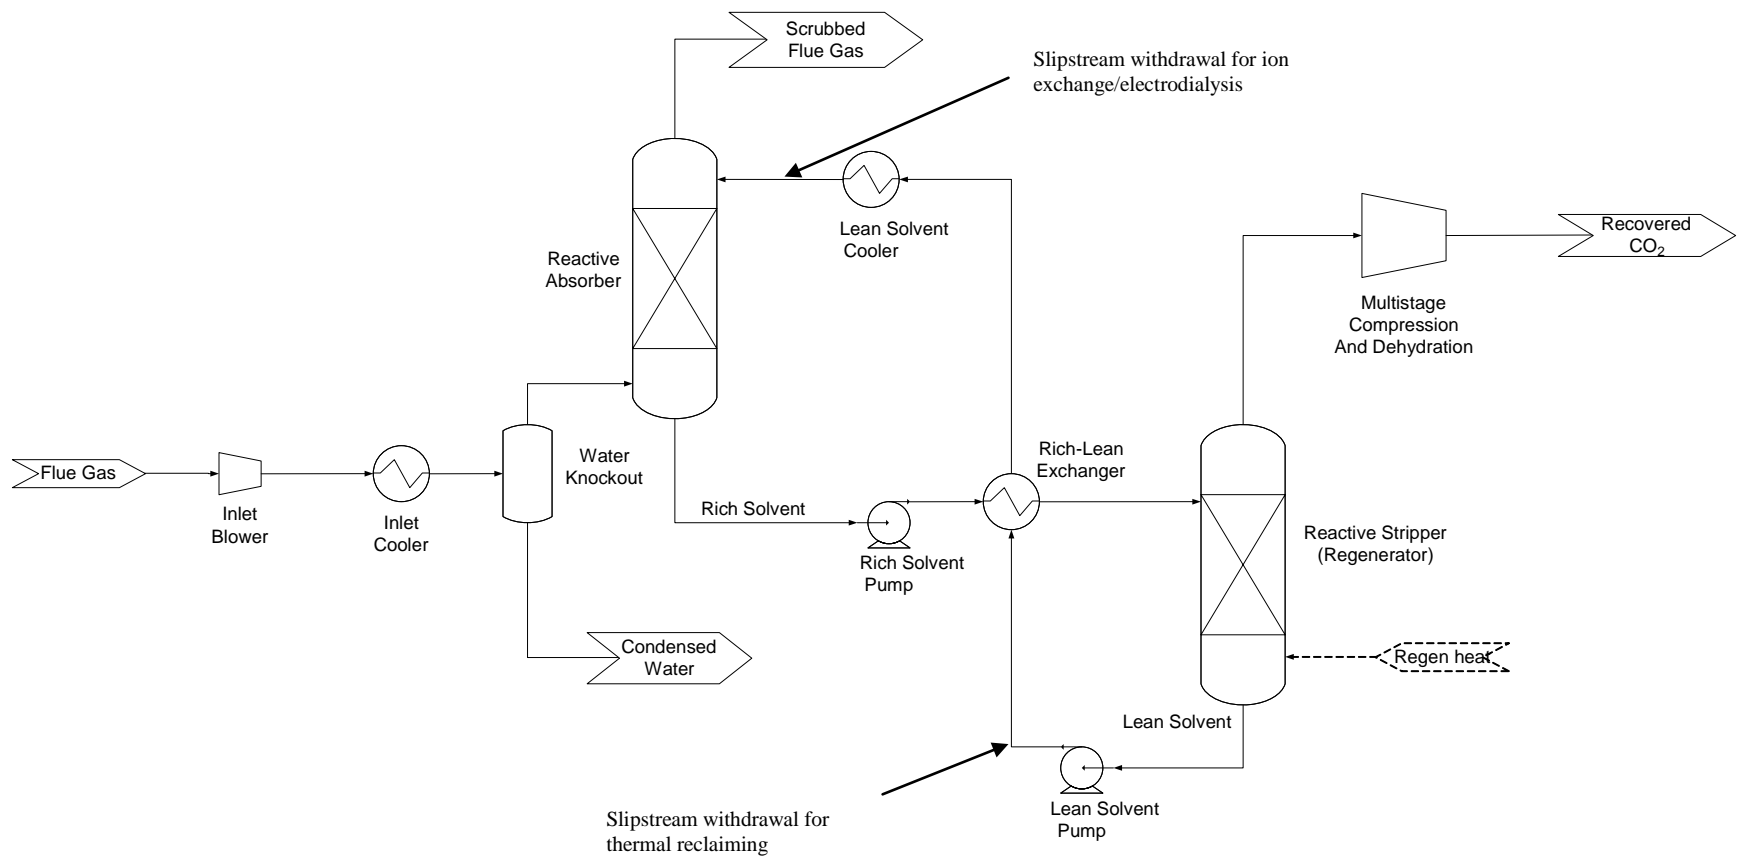 Scrubbed
Flue Gas
Slipstream withdrawal for ion
exchange/electrodialysis
Lean Solvent
Cooler
Recovered
CO2
Reactive
Absorber
Multistage
Compression
And Dehydration
Flue Gas
Inlet
Blower
Inlet
Cooler
Water
Knockout
Rich Solvent
Rich Solvent
Pump
Rich-Lean
Exchanger
Reactive Stripper
(Regenerator)
Condensed
Water
Regen heat
Lean Solvent
Lean Solvent
Pump
Slipstream withdrawal for
thermal reclaiming